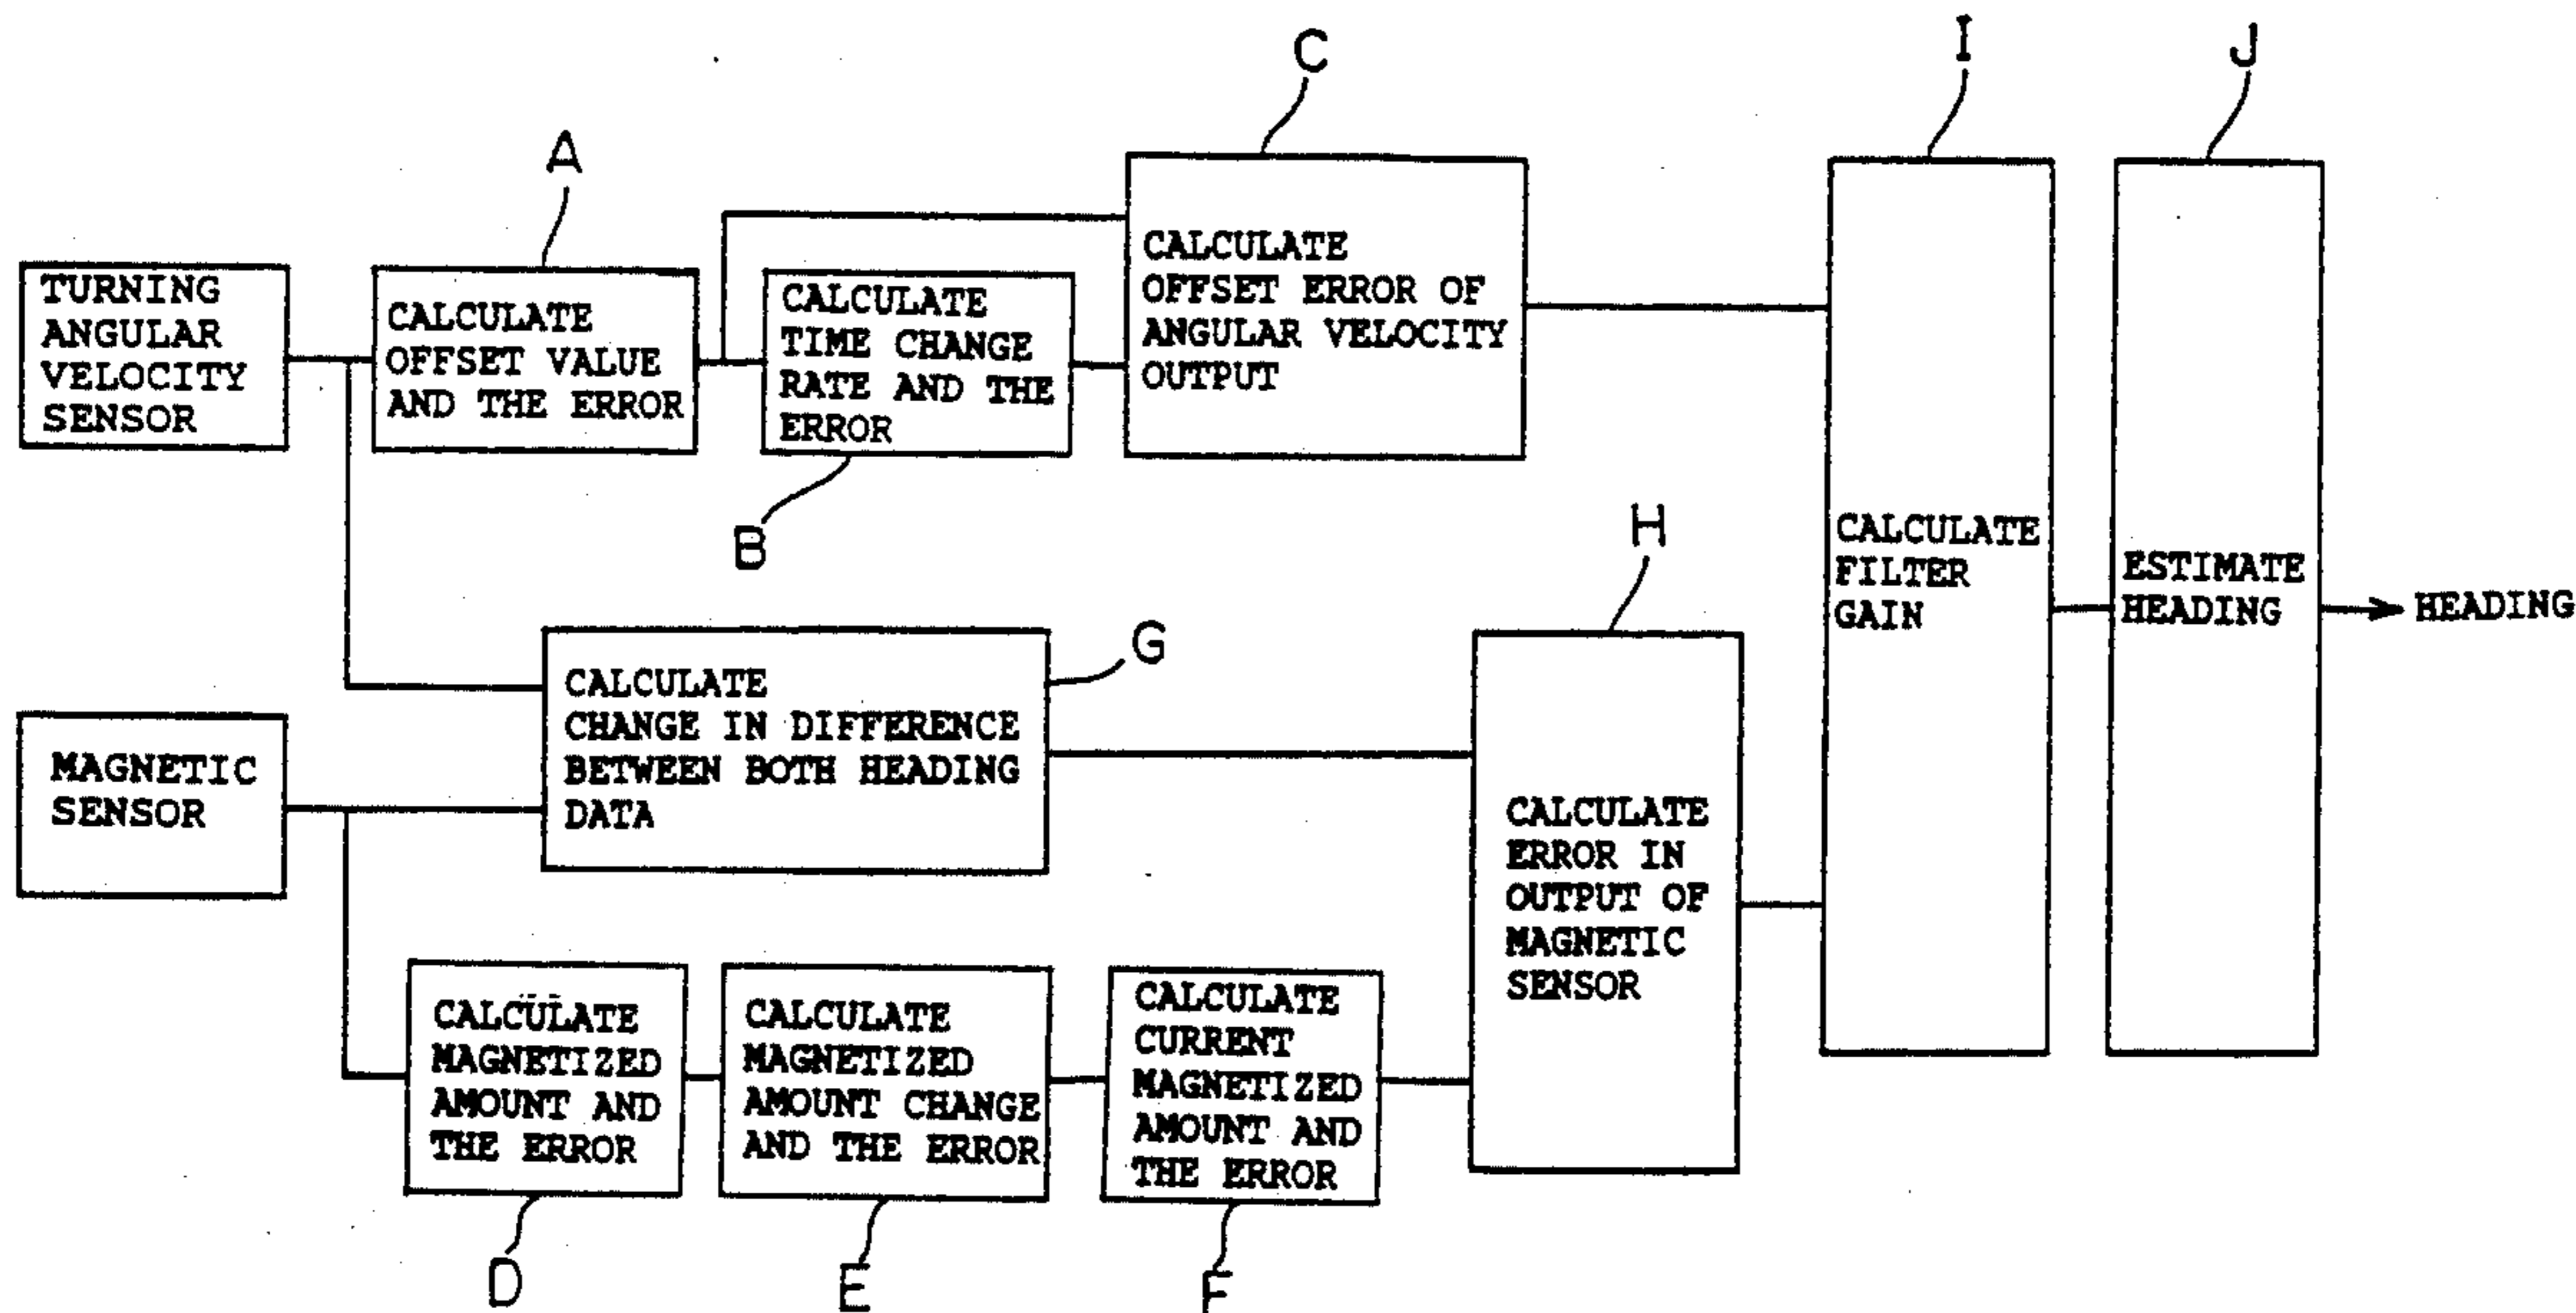 C
I
J
A
TURNING
ANGULAR
VELOCITY
SENSOR
CALCULATE
OFFSET VALUE
AND THE ERROR
CALCULATE
TIME CHANGE
RATE AND THE
ERROR
B
CALCULATE
OFFSET ERROR OF
ANGULAR VELOCITY
OUTPUT
H
CALCULATE
FILTER
GAIN
ESTIMATE
HEADING
HEADING
G
CALCULATE
CHANGE IN DIFFERENCE
BETWEEN BOTH HEADING
DATA
MAGNETIC
SENSOR
CALCULATE
ERROR IN
OUTPUT OF
MAGNETIC
SENSOR
CALCULATE
MAGNETIZED
AMOUNT AND
THE ERROR
CALCULATE
MAGNETIZED
AMOUNT CHANGE
AND THE ERROR
CALCULATE
CURRENT
MAGNETIZED
AMOUNT AND
THE ERROR
D
E
F